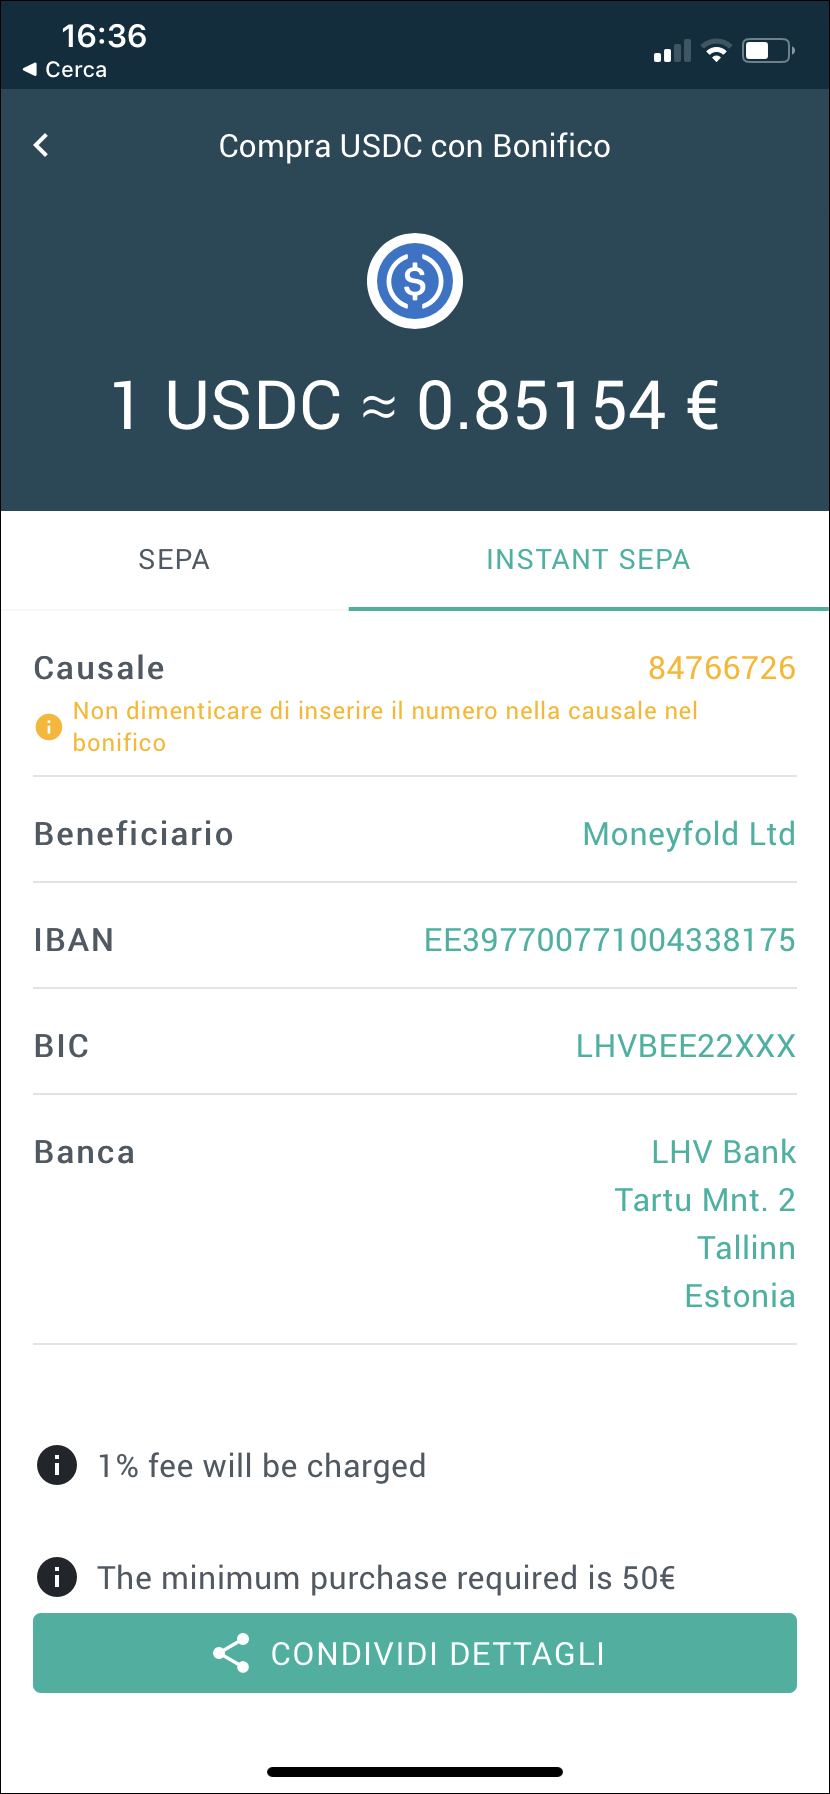 16:36
◀ Cerca
Compra USDC con Bonifico
1 USDC ≈ 0.85154 €
SEPA
INSTANT SEPA
Causale
84766726
Non dimenticare di inserire il numero nella causale nel
bonifico
Beneficiario
Moneyfold Ltd
IBAN
EE397700771004338175
BIC
LHVBEE22XXX
Banca
LHV Bank
Tartu Mnt. 2
Tallinn
Estonia
1% fee will be charged
The minimum purchase required is 50€
CONDIVIDI DETTAGLI